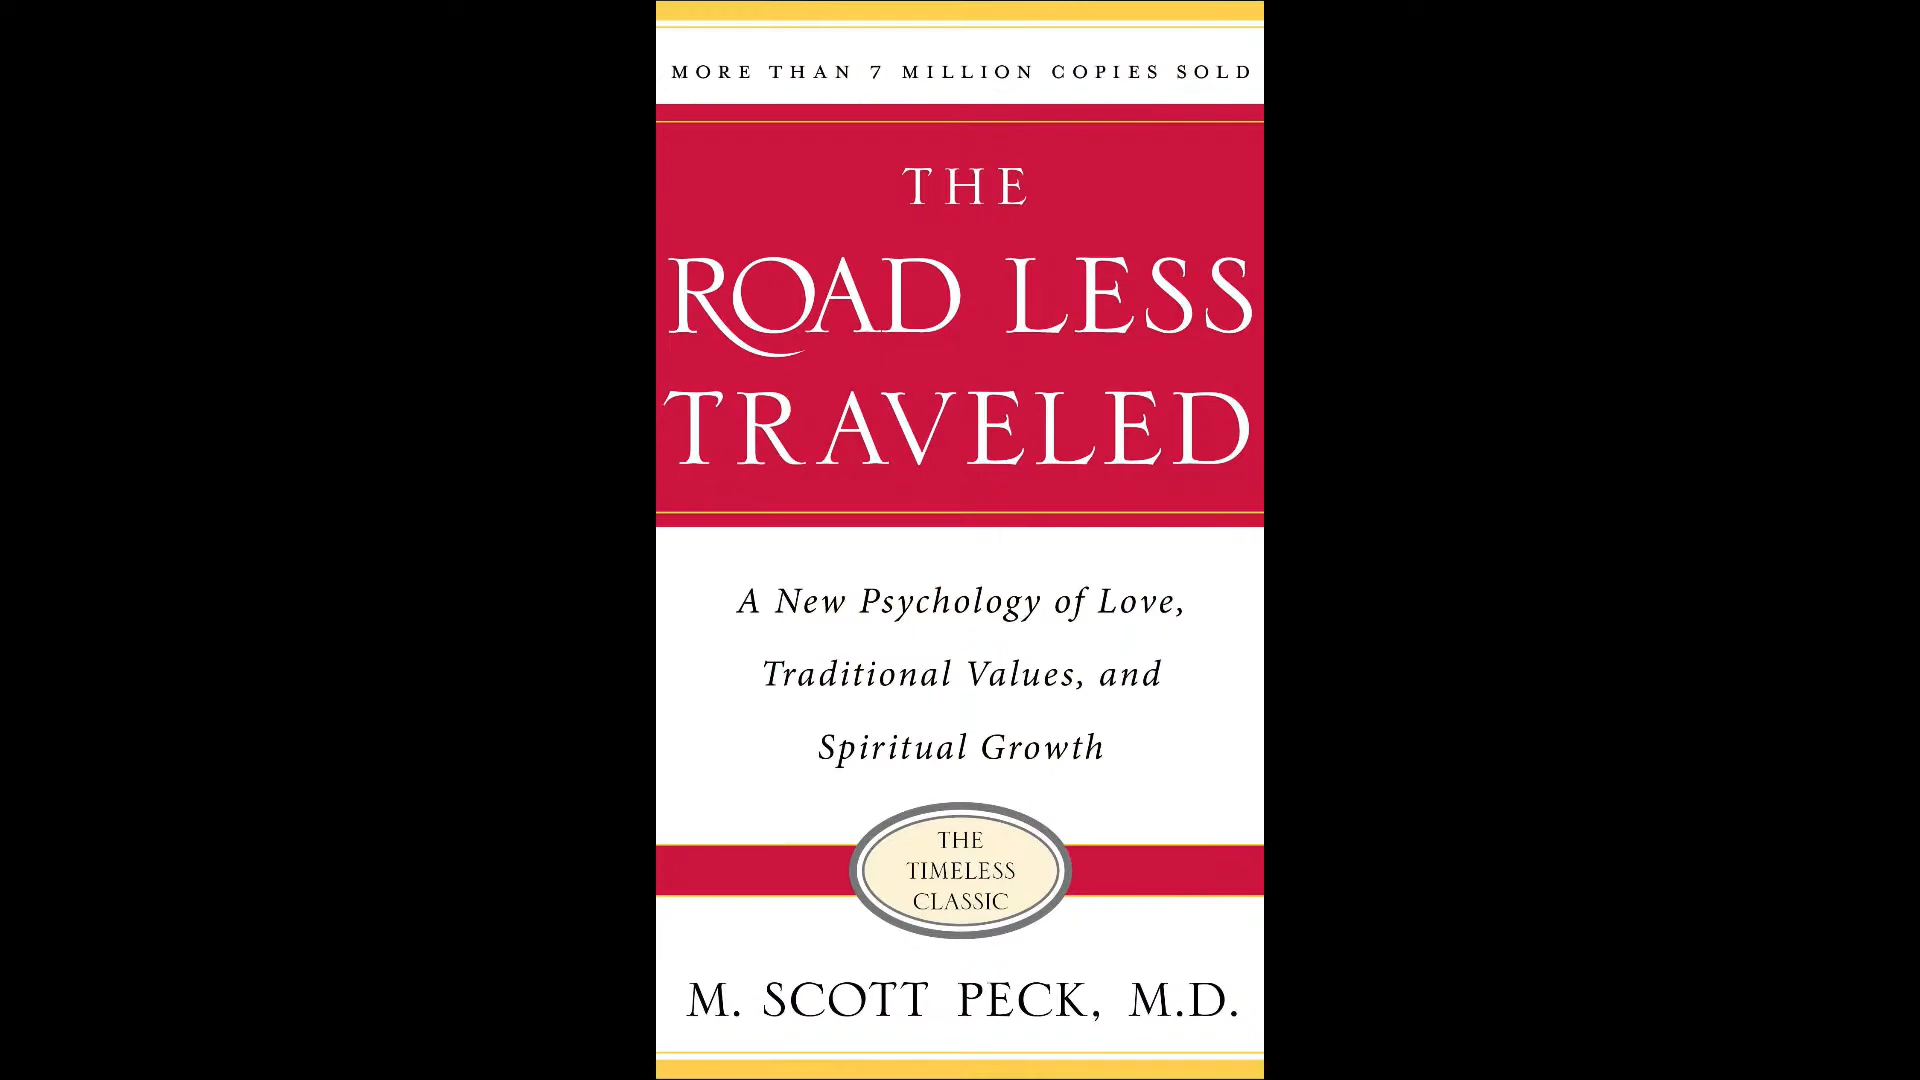 MORE THAN 7 MILLION COPIES SOLD
THE
ROAD LESS
TRAVELED
A New Psychology of Love,
Traditional Values, and
Spiritual Growth
THE
TIMELESS
CLASSIC
M. SCOTT PECK, M.D.